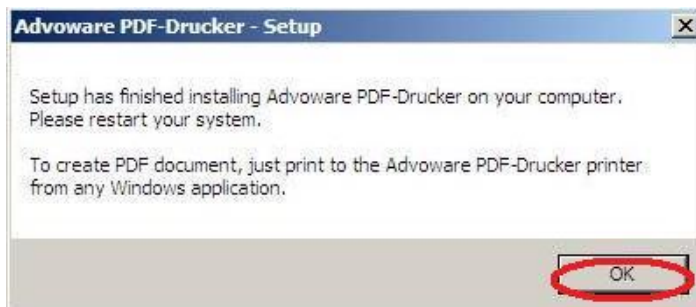 Advoware PDF-Drucker - Setup
Setup has finished installing Advoware PDF-Drucker on your computer.
Please restart your system.
To create PDF document, just print to the Advoware PDF-Drucker printer
from any Windows application.
OK